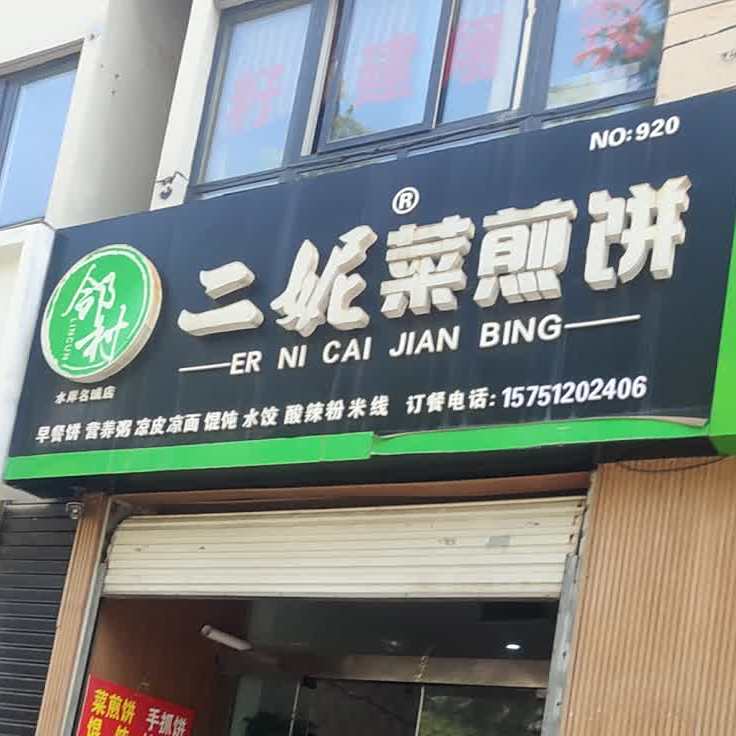 NO:920
®
二妮菜煎饼
ER NI CAI JIAN BING
邻村
LINCUN
水岸名城店
早餐饼 营养粥 凉皮凉面 馄饨 水饺 酸辣粉 米线 订餐电话: 15751202406
菜煎饼
手抓饼